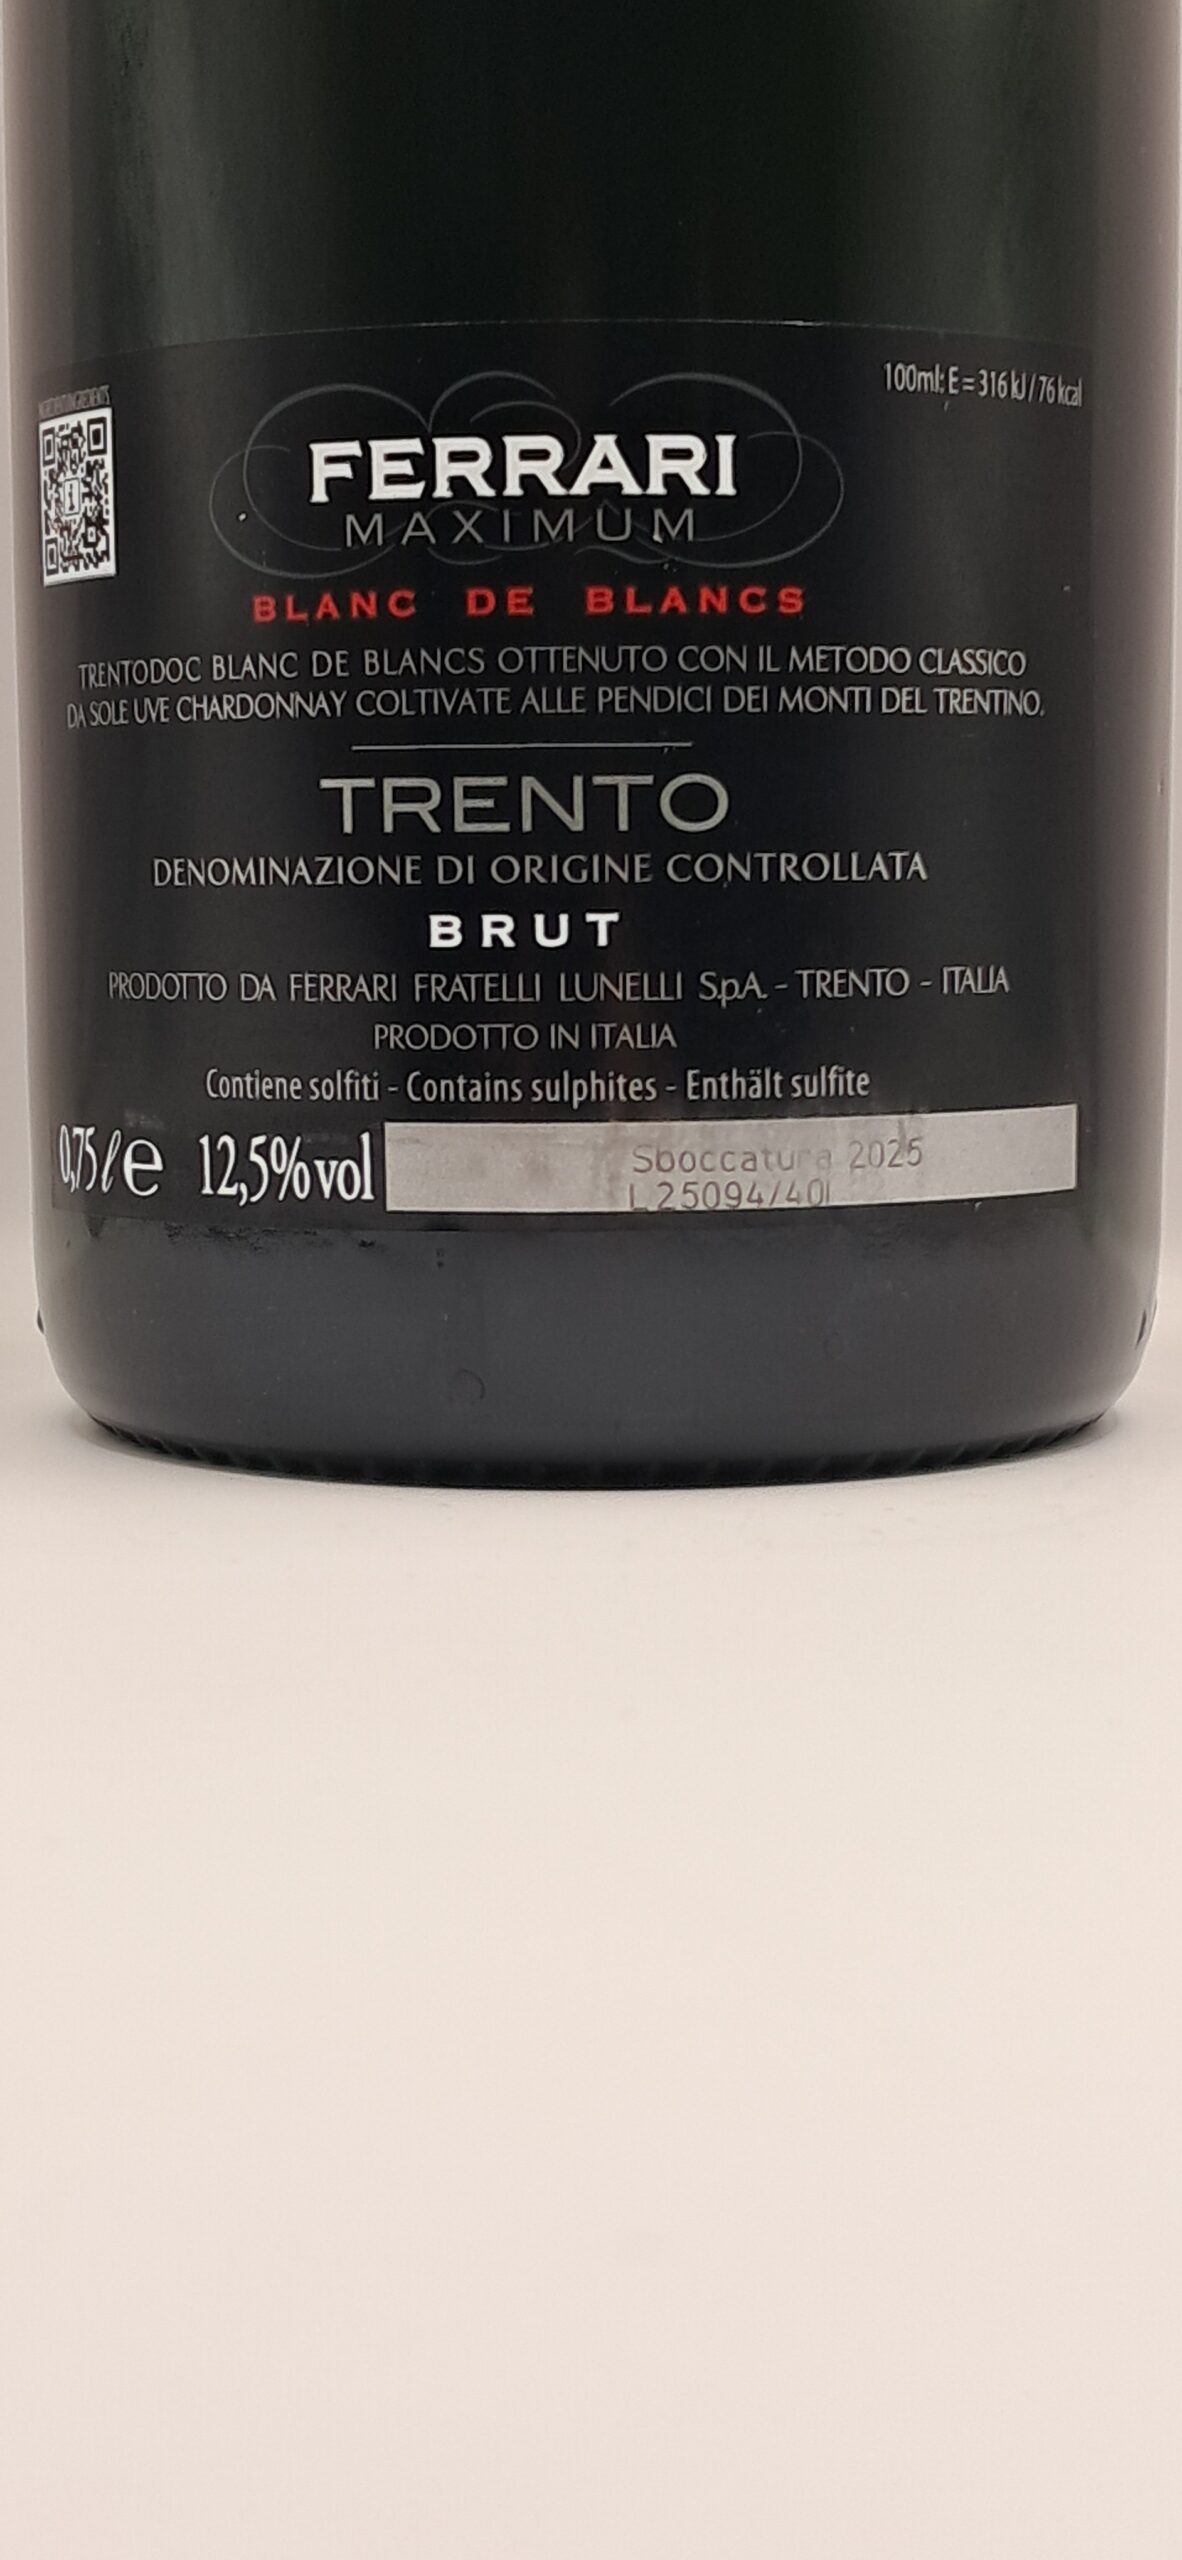 100ml: E = 316 kJ / 76 kcal
FERRARI
MAXIMUM
BLANC DE BLANCS
TRENTODOC BLANC DE BLANCS OTTENUTO CON IL METODO CLASSICO
DA SOLE UVE CHARDONNAY COLTIVATE ALLE PENDICI DEI MONTI DEL TRENTINO.
TRENTO
DENOMINAZIONE DI ORIGINE CONTROLLATA
BRUT
PRODOTTO DA FERRARI FRATELLI LUNELLI SpA. - TRENTO - ITALIA
PRODOTTO IN ITALIA
Contiene solfiti - Contains sulphites - Enthält sulfite
0,75 ℓ e 12,5% vol
Sboccatura 2025